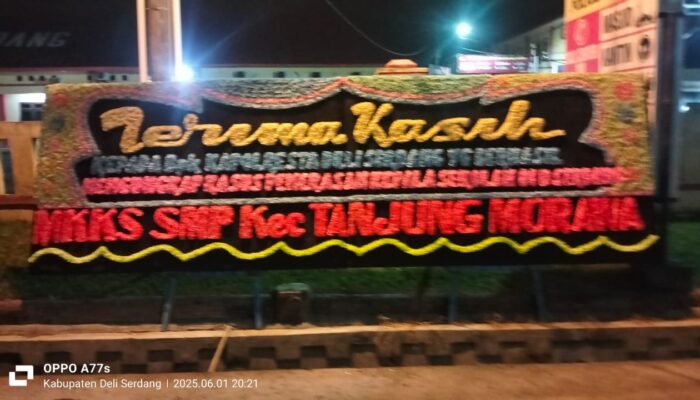 Terima Kasih
KEPADA BpK. KAPOLRESTA DELI SERDANG YG BERHASIL
MENGUNGKAP KASUS PEMERASAN KEPALA SEKOLAH DI D.SERDANG
MKKS SMP Kec TANJUNG MORAWA
OPPO A77s
Kabupaten Deli Serdang | 2025.06.01 20:21